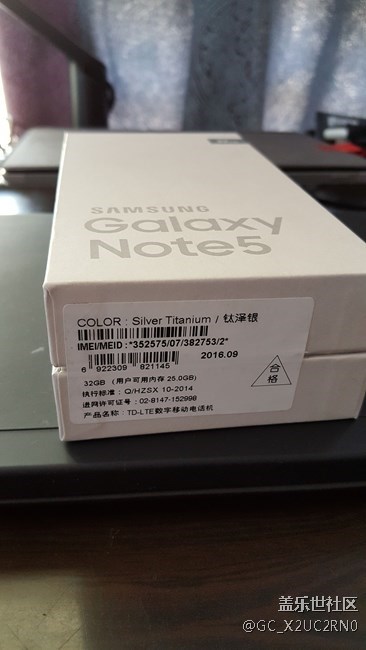 SAMSUNG
Galaxy
Note5
COLOR : Silver Titanium / 钛泽银
IMEI/MEID :"352575/07/382753/2"
6 922309 821145
2016.09
32GB (用户可用内存 25.0GB)
执行标准: Q/HZSX 10-2014
进网许可证号 : 02-8147-152998
产品名称: TD-LTE数字移动电话机
合
格
盖乐世社区
@GC_X2UC2RN0